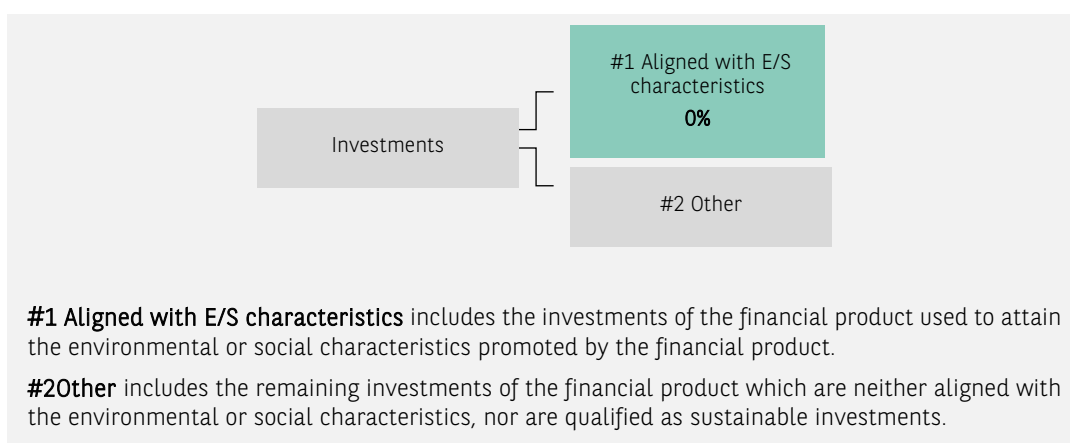 #1 Aligned with E/S
characteristics
0%
Investments
#2 Other
#1 Aligned with E/S characteristics includes the investments of the financial product used to attain
the environmental or social characteristics promoted by the financial product.
#2Other includes the remaining investments of the financial product which are neither aligned with
the environmental or social characteristics, nor are qualified as sustainable investments.